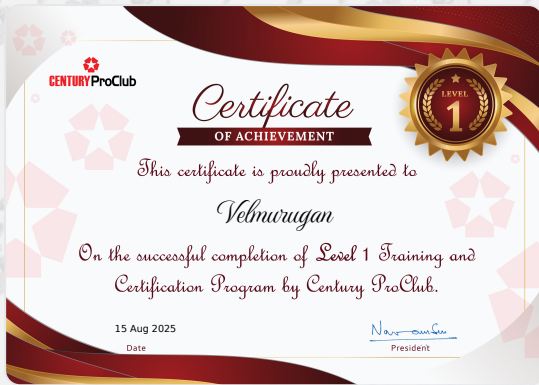 CENTURY ProClub
Certificate
OF ACHIEVEMENT
LEVEL
1
This certificate is proudly presented to
Velmurugan
On the successful completion of Level 1 Training and
Certification Program by Century ProClub.
15 Aug 2025
Date
President